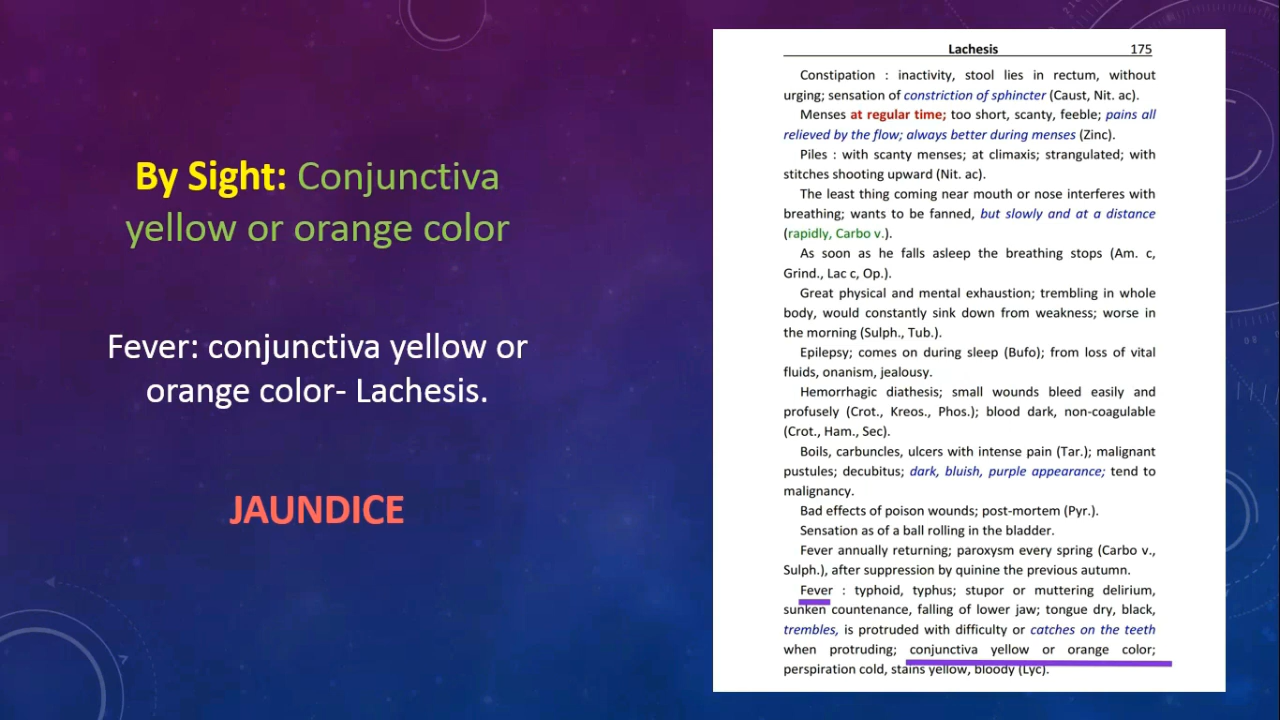 By Sight: Conjunctiva
yellow or orange color
Fever: conjunctiva yellow or
orange color- Lachesis.
JAUNDICE
Lachesis 175
Constipation : inactivity, stool lies in rectum, without
urging; sensation of constriction of sphincter (Caust, Nit. ac).
Menses at regular time; too short, scanty, feeble; pains all
relieved by the flow; always better during menses (Zinc).
Piles : with scanty menses; at climaxis; strangulated; with
stitches shooting upward (Nit. ac).
The least thing coming near mouth or nose interferes with
breathing; wants to be fanned, but slowly and at a distance
(rapidly, Carbo v.).
As soon as he falls asleep the breathing stops (Am. c,
Grind., Lac c, Op.).
Great physical and mental exhaustion; trembling in whole
body, would constantly sink down from weakness; worse in
the morning (Sulph., Tub.).
Epilepsy; comes on during sleep (Bufo); from loss of vital
fluids, onanism, jealousy.
Hemorrhagic diathesis; small wounds bleed easily and
profusely (Crot., Kreos., Phos.); blood dark, non-coagulable
(Crot., Ham., Sec).
Boils, carbuncles, ulcers with intense pain (Tar.); malignant
pustules; decubitus; dark, bluish, purple appearance; tend to
malignancy.
Bad effects of poison wounds; post-mortem (Pyr.).
Sensation as of a ball rolling in the bladder.
Fever annually returning; paroxysm every spring (Carbo v.,
Sulph.), after suppression by quinine the previous autumn.
Fever : typhoid, typhus; stupor or muttering delirium,
sunken countenance, falling of lower jaw; tongue dry, black,
trembles, is protruded with difficulty or catches on the teeth
when protruding; conjunctiva yellow or orange color;
perspiration cold, stains yellow, bloody (Lyc).